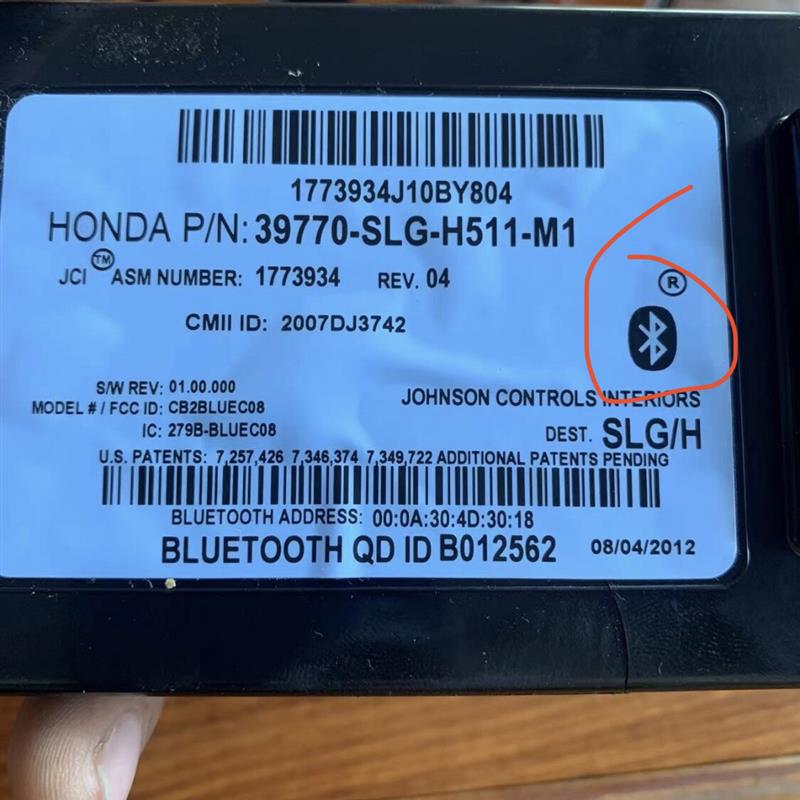 1773934J10BY804
HONDA P/N: 39770-SLG-H511-M1
JCI™ ASM NUMBER: 1773934 REV. 04
®
CMII ID: 2007DJ3742
S/W REV: 01.00.000
MODEL # / FCC ID: CB2BLUEC08
IC: 279B-BLUEC08
JOHNSON CONTROLS INTERIORS
DEST. SLG/H
U.S. PATENTS: 7,257,426 7,346,374 7,349,722 ADDITIONAL PATENTS PENDING
BLUETOOTH ADDRESS: 00:0A:30:4D:30:18
BLUETOOTH QD ID B012562 08/04/2012